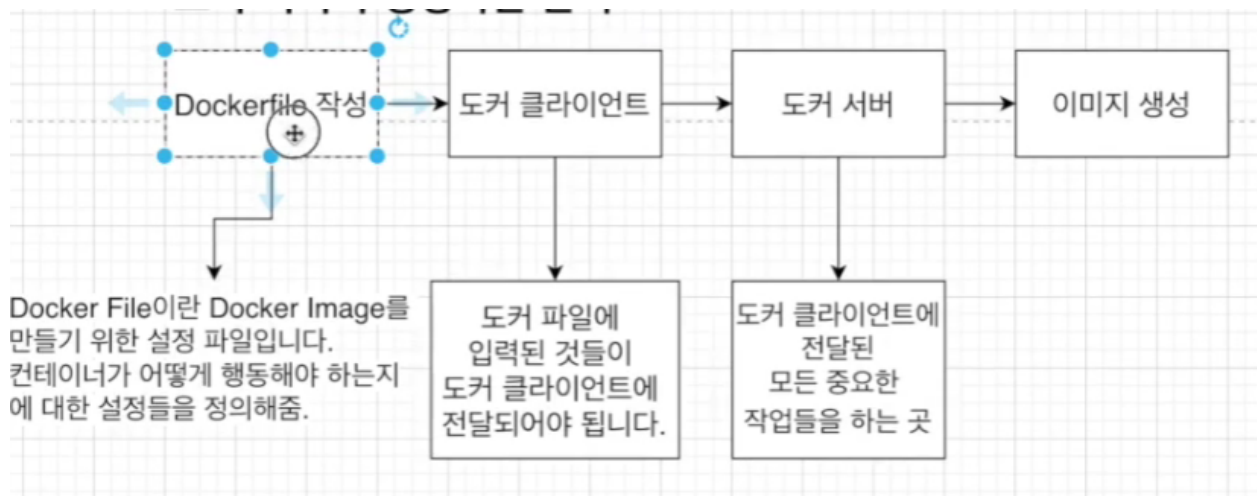 Dockerfile 작성
도커 클라이언트
도커 서버
이미지 생성
Docker File이란 Docker Image를
만들기 위한 설정 파일입니다.
컨테이너가 어떻게 행동해야 하는지
에 대한 설정들을 정의해줌.
도커 파일에
입력된 것들이
도커 클라이언트에
전달되어야 됩니다.
도커 클라이언트에
전달된
모든 중요한
작업들을 하는 곳